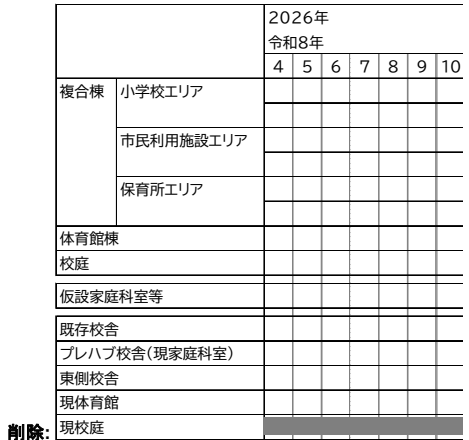 2026年
令和8年
4 5 6 7 8 9 10
複合棟 小学校エリア
市民利用施設エリア
保育所エリア
体育館棟
校庭
仮設家庭科室等
既存校舎
プレハブ校舎(現家庭科室)
東側校舎
現体育館
削除: 現校庭